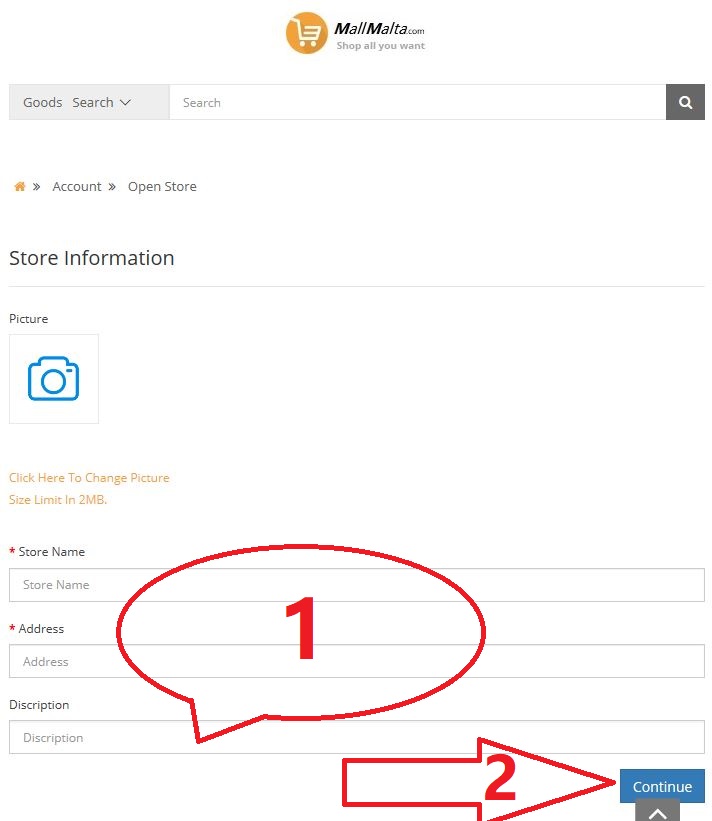 MallMalta.com
Shop all you want
Goods Search
Search
Account Open Store
Store Information
Picture
Click Here To Change Picture
Size Limit In 2MB.
* Store Name
Store Name
* Address
Address
Discription
Discription
1
2
Continue